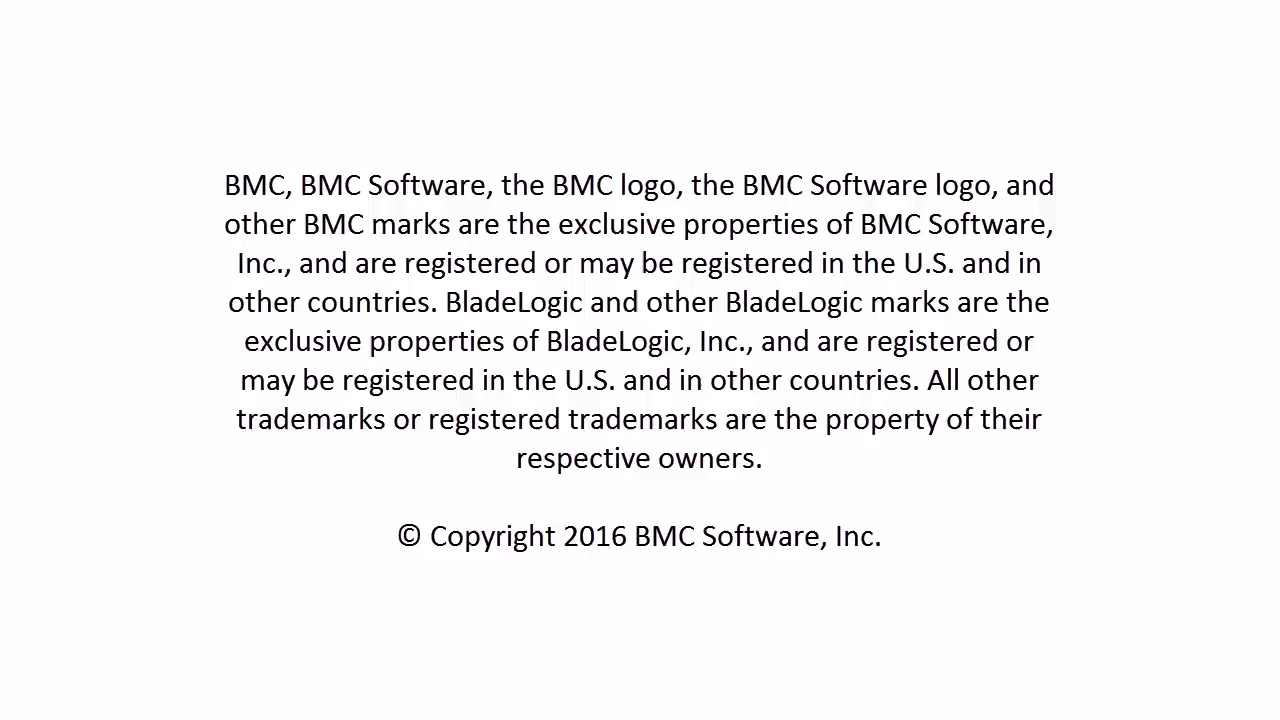 BMC, BMC Software, the BMC logo, the BMC Software logo, and
other BMC marks are the exclusive properties of BMC Software,
Inc., and are registered or may be registered in the U.S. and in
other countries. BladeLogic and other BladeLogic marks are the
exclusive properties of BladeLogic, Inc., and are registered or
may be registered in the U.S. and in other countries. All other
trademarks or registered trademarks are the property of their
respective owners.
© Copyright 2016 BMC Software, Inc.